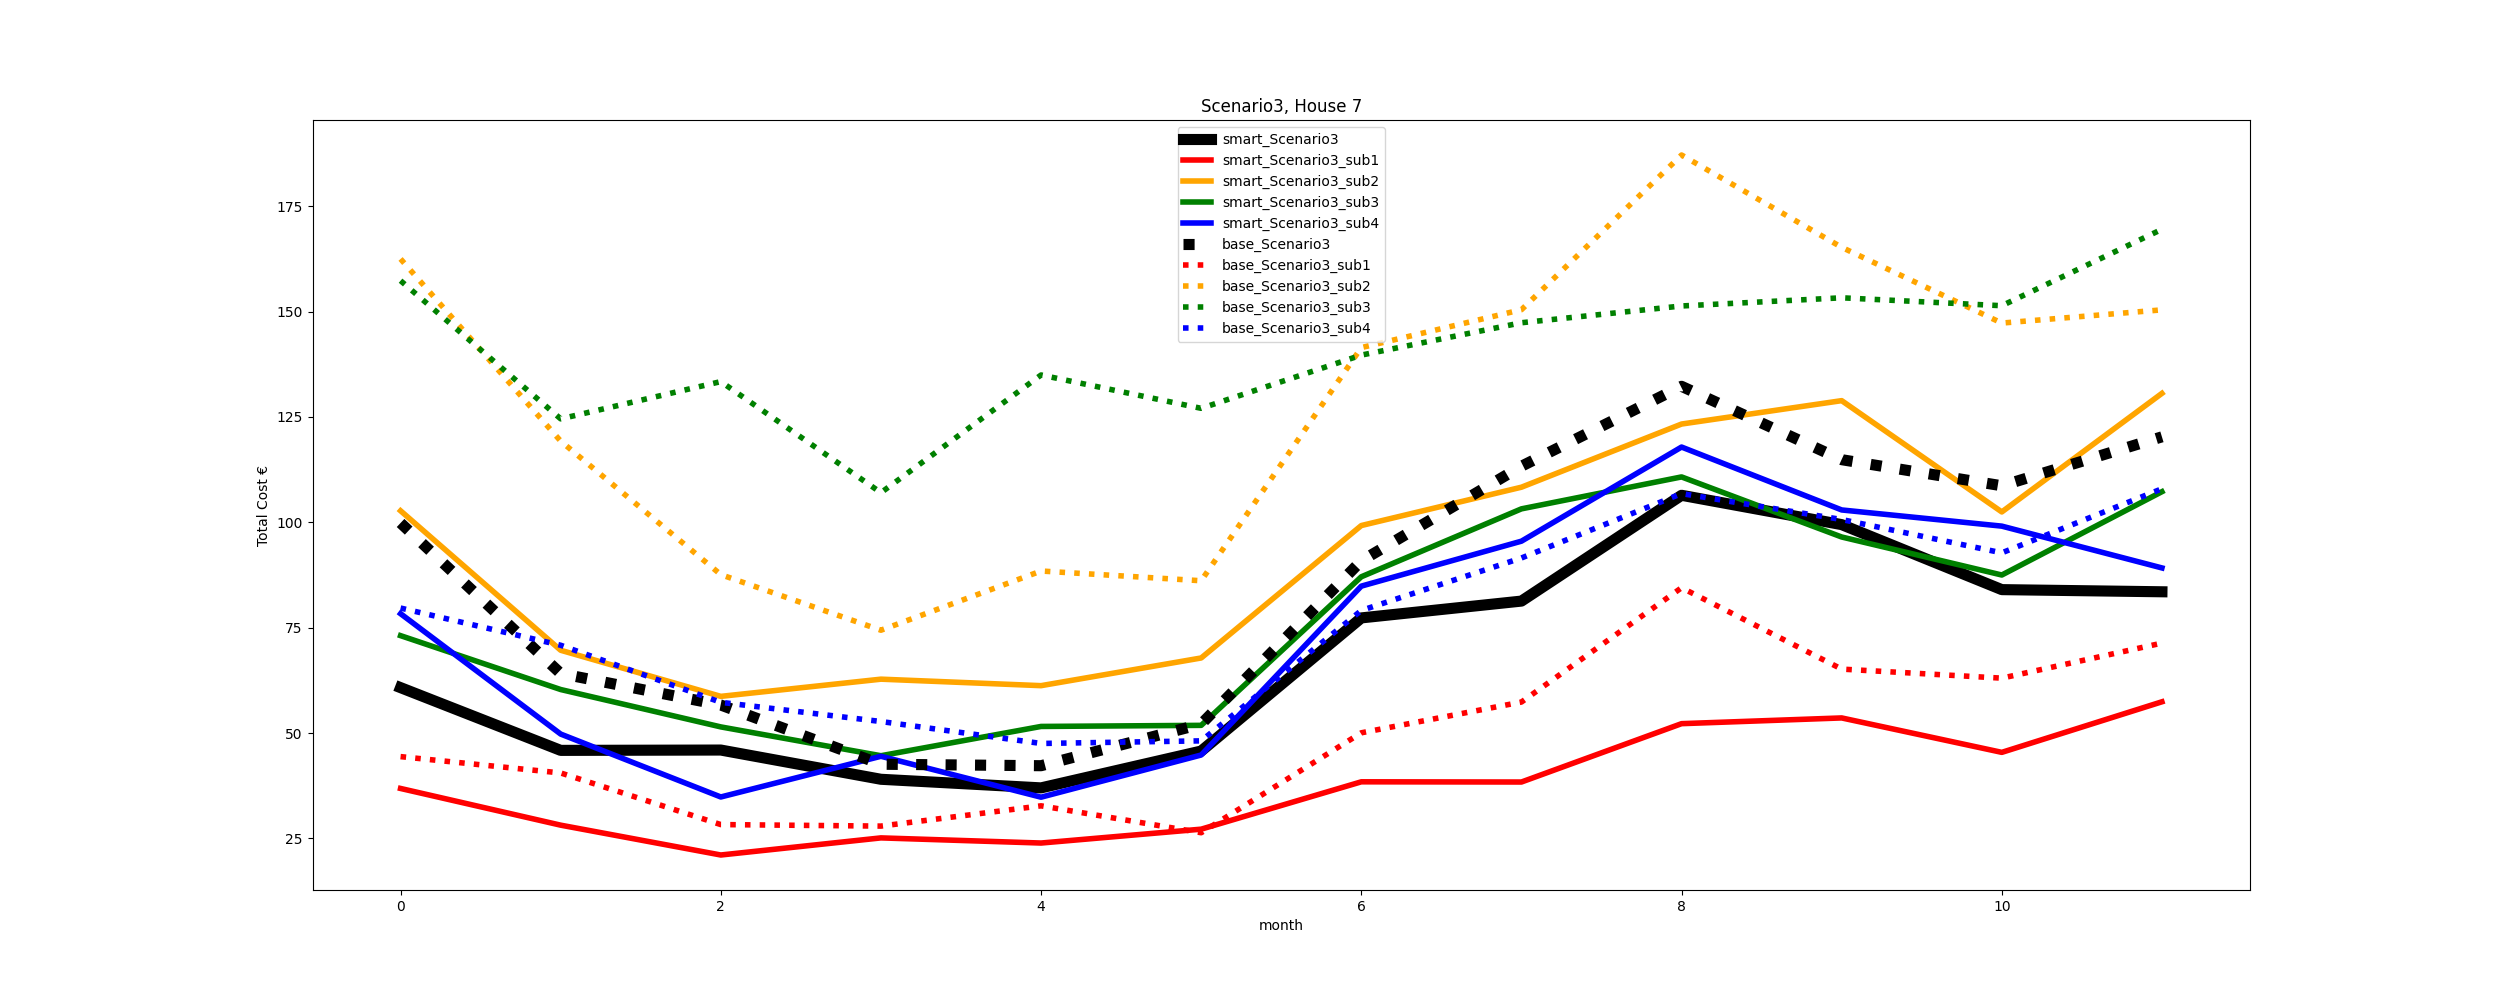 Scenario3, House 7
smart_Scenario3
smart_Scenario3_sub1
smart_Scenario3_sub2
smart_Scenario3_sub3
smart_Scenario3_sub4
base_Scenario3
base_Scenario3_sub1
base_Scenario3_sub2
base_Scenario3_sub3
base_Scenario3_sub4
Total Cost €
175
150
125
100
75
50
25
0 2 4 6 8 10
month